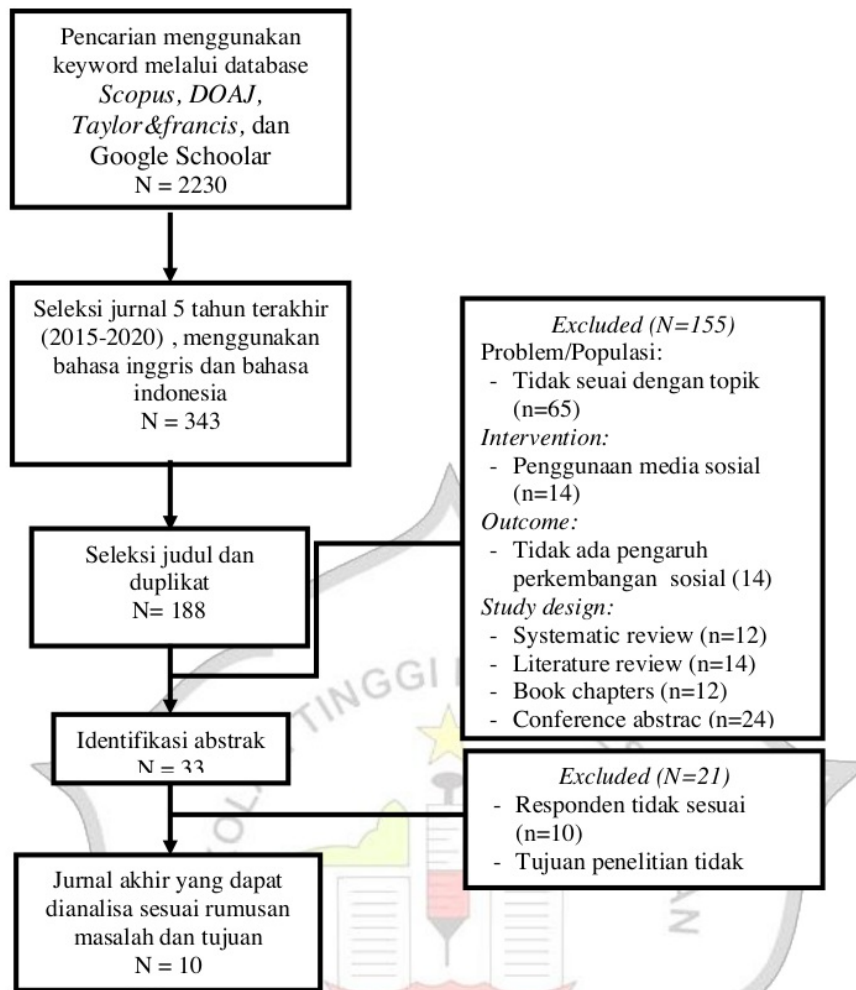 Pencarian menggunakan
keyword melalui database
Scopus, DOAJ,
Taylor&francis, dan
Google Schoolar
N = 2230
Seleksi jurnal 5 tahun terakhir
(2015-2020) , menggunakan
bahasa inggris dan bahasa
indonesia
N = 343
Seleksi judul dan
duplikat
N= 188
Excluded (N=155)
Problem/Populasi:
- Tidak seuai dengan topik
(n=65)
Intervention:
- Penggunaan media sosial
(n=14)
Outcome:
- Tidak ada pengaruh
perkembangan sosial (14)
Study design:
- Systematic review (n=12)
- Literature review (n=14)
- Book chapters (n=12)
- Conference abstrac (n=24)
Identifikasi abstrak
N = 33
Excluded (N=21)
- Responden tidak sesuai
(n=10)
- Tujuan penelitian tidak
Jurnal akhir yang dapat
dianalisa sesuai rumusan
masalah dan tujuan
N = 10
TINGGI